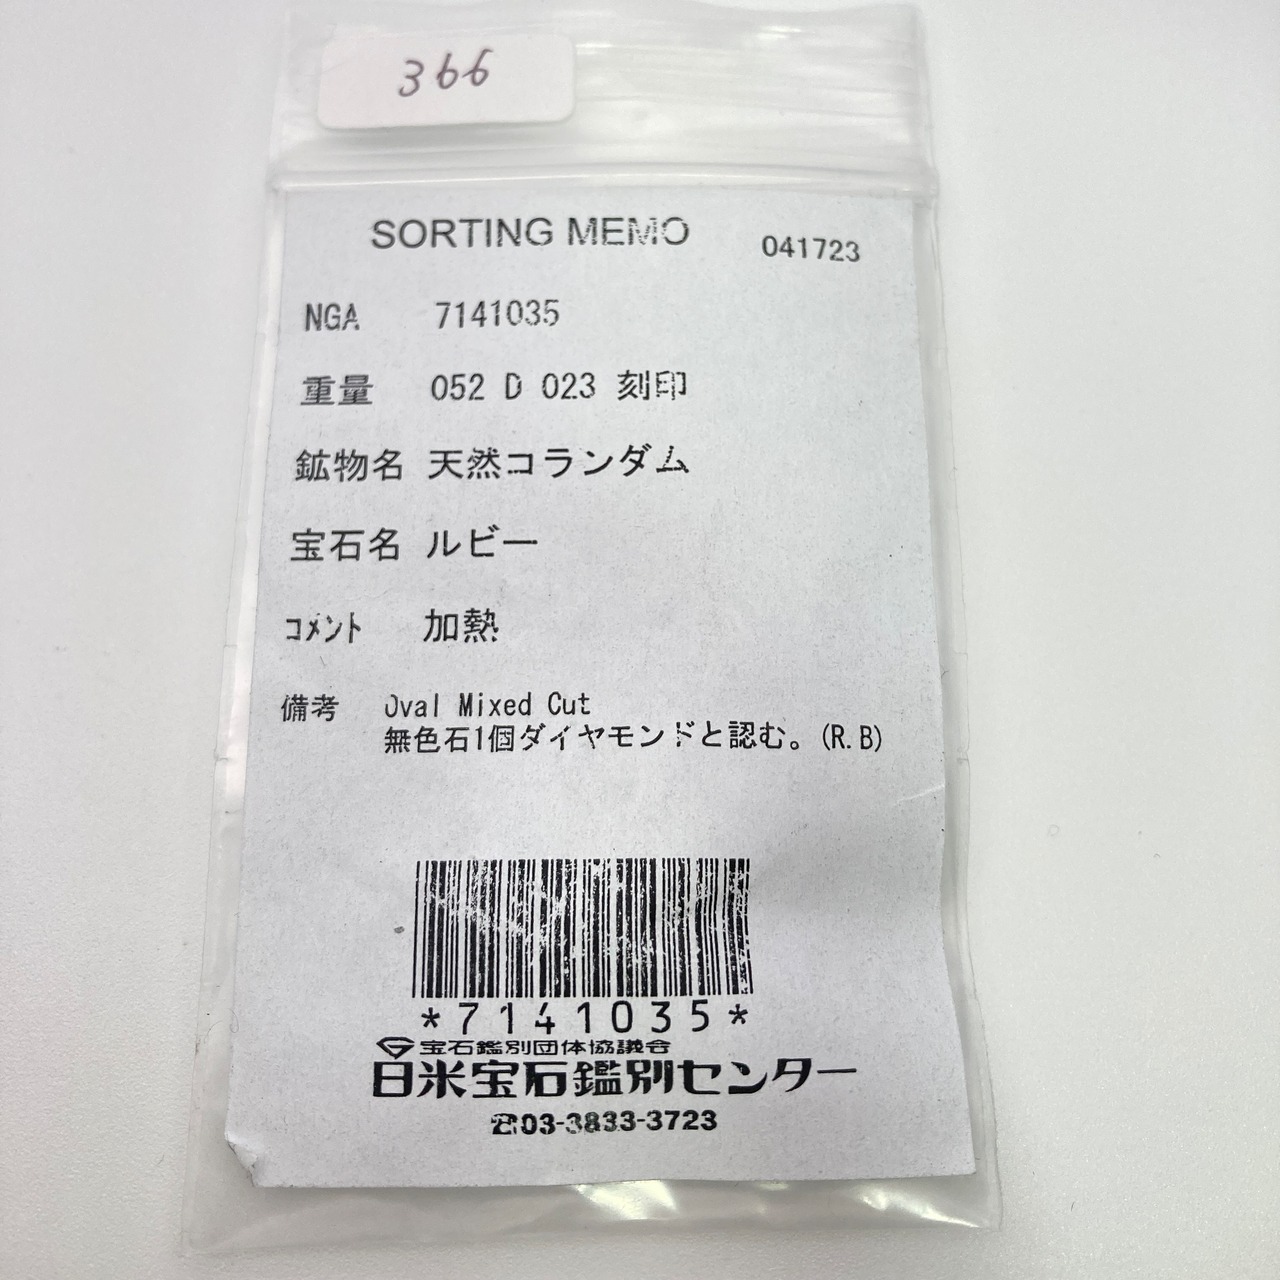 366
SORTING MEMO 041723
NGA 7141035
重量 052 D 023 刻印
鉱物名 天然コランダム
宝石名 ルビー
コメント 加熱
備考 Oval Mixed Cut
無色石1個ダイヤモンドと認む。(R.B)
*7141035*
宝石鑑別団体協議会
日米宝石鑑別センター
☎03-3833-3723